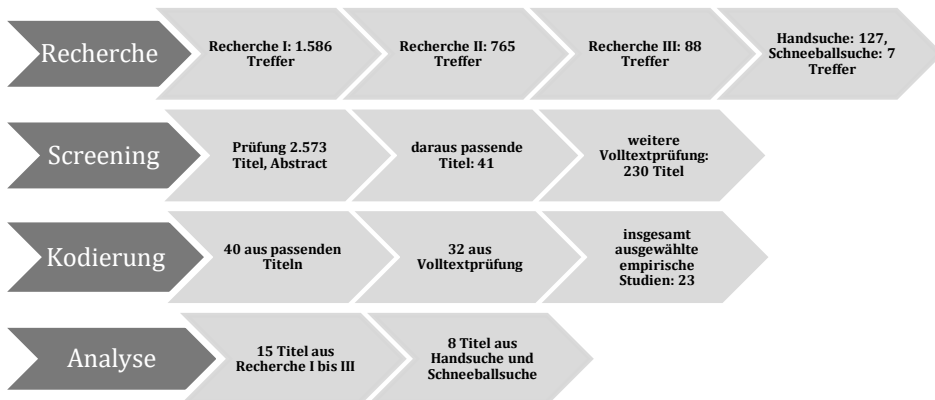 Recherche
Recherche I: 1.586
Treffer
Recherche II: 765
Treffer
Recherche III: 88
Treffer
Handsuche: 127,
Schneeballsuche: 7
Treffer
Screening
Prüfung 2.573
Titel, Abstract
daraus passende
Titel: 41
weitere
Volltextprüfung:
230 Titel
Kodierung
40 aus passenden
Titeln
32 aus
Volltextprüfung
insgesamt
ausgewählte
empirische
Studien: 23
Analyse
15 Titel aus
Recherche I bis III
8 Titel aus
Handsuche und
Schneeballsuche